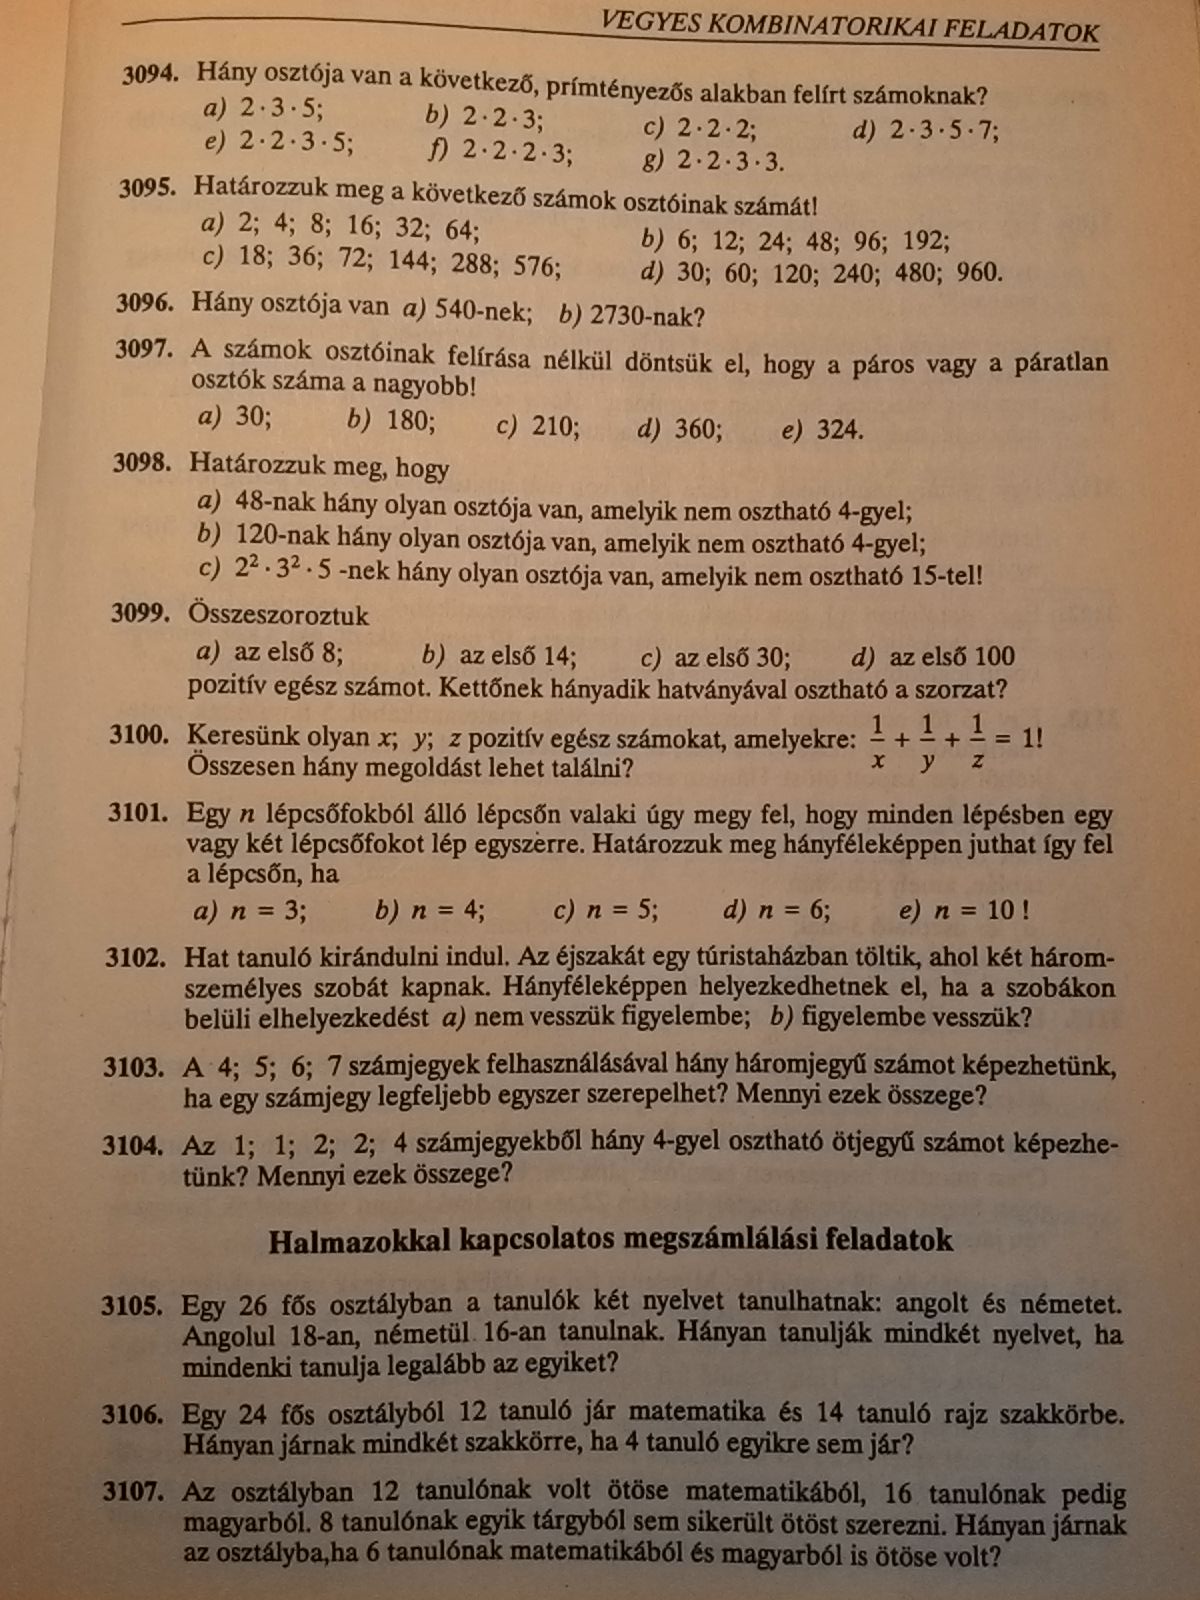 VEGYES KOMBINATORIKAI FELADATOK
3094. Hány osztója van a következő, prímtényezős alakban felírt számoknak?
a) 2·3·5; b) 2·2·3; c) 2·2·2; d) 2·3·5·7;
e) 2·2·3·5; f) 2·2·2·3; g) 2·2·3·3.
3095. Határozzuk meg a következő számok osztóinak számát!
a) 2; 4; 8; 16; 32; 64; b) 6; 12; 24; 48; 96; 192;
c) 18; 36; 72; 144; 288; 576; d) 30; 60; 120; 240; 480; 960.
3096. Hány osztója van a) 540-nek; b) 2730-nak?
3097. A számok osztóinak felírása nélkül döntsük el, hogy a páros vagy a páratlan
osztók száma a nagyobb!
a) 30; b) 180; c) 210; d) 360; e) 324.
3098. Határozzuk meg, hogy
a) 48-nak hány olyan osztója van, amelyik nem osztható 4-gyel;
b) 120-nak hány olyan osztója van, amelyik nem osztható 4-gyel;
c) 2²·3²·5 -nek hány olyan osztója van, amelyik nem osztható 15-tel!
3099. Összeszoroztuk
a) az első 8; b) az első 14; c) az első 30; d) az első 100
pozitív egész számot. Kettőnek hányadik hatványával osztható a szorzat?
3100. Keresünk olyan x; y; z pozitív egész számokat, amelyekre: 1/x + 1/y + 1/z = 1!
Összesen hány megoldást lehet találni?
3101. Egy n lépcsőfokból álló lépcsőn valaki úgy megy fel, hogy minden lépésben egy
vagy két lépcsőfokot lép egyszerre. Határozzuk meg hányféleképpen juthat így fel
a lépcsőn, ha
a) n = 3; b) n = 4; c) n = 5; d) n = 6; e) n = 10 !
3102. Hat tanuló kirándulni indul. Az éjszakát egy túristaházban töltik, ahol két három-
személyes szobát kapnak. Hányféleképpen helyezkedhetnek el, ha a szobákon
belüli elhelyezkedést a) nem vesszük figyelembe; b) figyelembe vesszük?
3103. A 4; 5; 6; 7 számjegyek felhasználásával hány háromjegyű számot képezhetünk,
ha egy számjegy legfeljebb egyszer szerepelhet? Mennyi ezek összege?
3104. Az 1; 1; 2; 2; 4 számjegyekből hány 4-gyel osztható ötjegyű számot képezhe-
tünk? Mennyi ezek összege?
Halmazokkal kapcsolatos megszámlálási feladatok
3105. Egy 26 fős osztályban a tanulók két nyelvet tanulhatnak: angolt és németet.
Angolul 18-an, németül 16-an tanulnak. Hányan tanulják mindkét nyelvet, ha
mindenki tanulja legalább az egyiket?
3106. Egy 24 fős osztályból 12 tanuló jár matematika és 14 tanuló rajz szakkörbe.
Hányan járnak mindkét szakkörre, ha 4 tanuló egyikre sem jár?
3107. Az osztályban 12 tanulónak volt ötöse matematikából, 16 tanulónak pedig
magyarból. 8 tanulónak egyik tárgyból sem sikerült ötöst szerezni. Hányan járnak
az osztályba,ha 6 tanulónak matematikából és magyarból is ötöse volt?